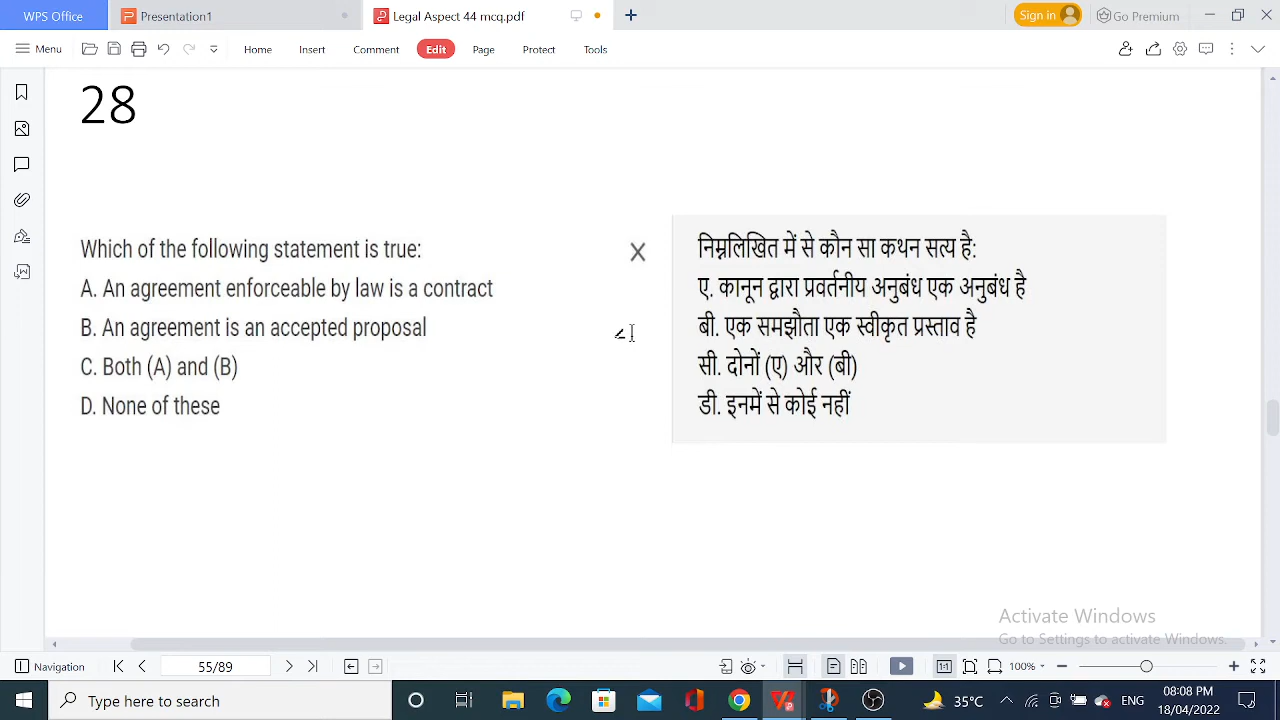 WPS Office
Presentation1
Legal Aspect 44 mcq.pdf
Sign in
Go Premium
Menu
Home
Insert
Comment
Edit
Page
Protect
Tools
28
Which of the following statement is true:
A. An agreement enforceable by law is a contract
B. An agreement is an accepted proposal
C. Both (A) and (B)
D. None of these
X
निम्नलिखित में से कौन सा कथन सत्य है:
ए. कानून द्वारा प्रवर्तनीय अनुबंध एक अनुबंध है
बी. एक समझौता एक स्वीकृत प्रस्ताव है
सी. दोनों (ए) और (बी)
डी. इनमें से कोई नहीं
Activate Windows
Go to Settings to activate Windows.
Navigation
55/89
1:1
100%
Type here to search
35°C
ENG
08:08 PM
18/04/2022